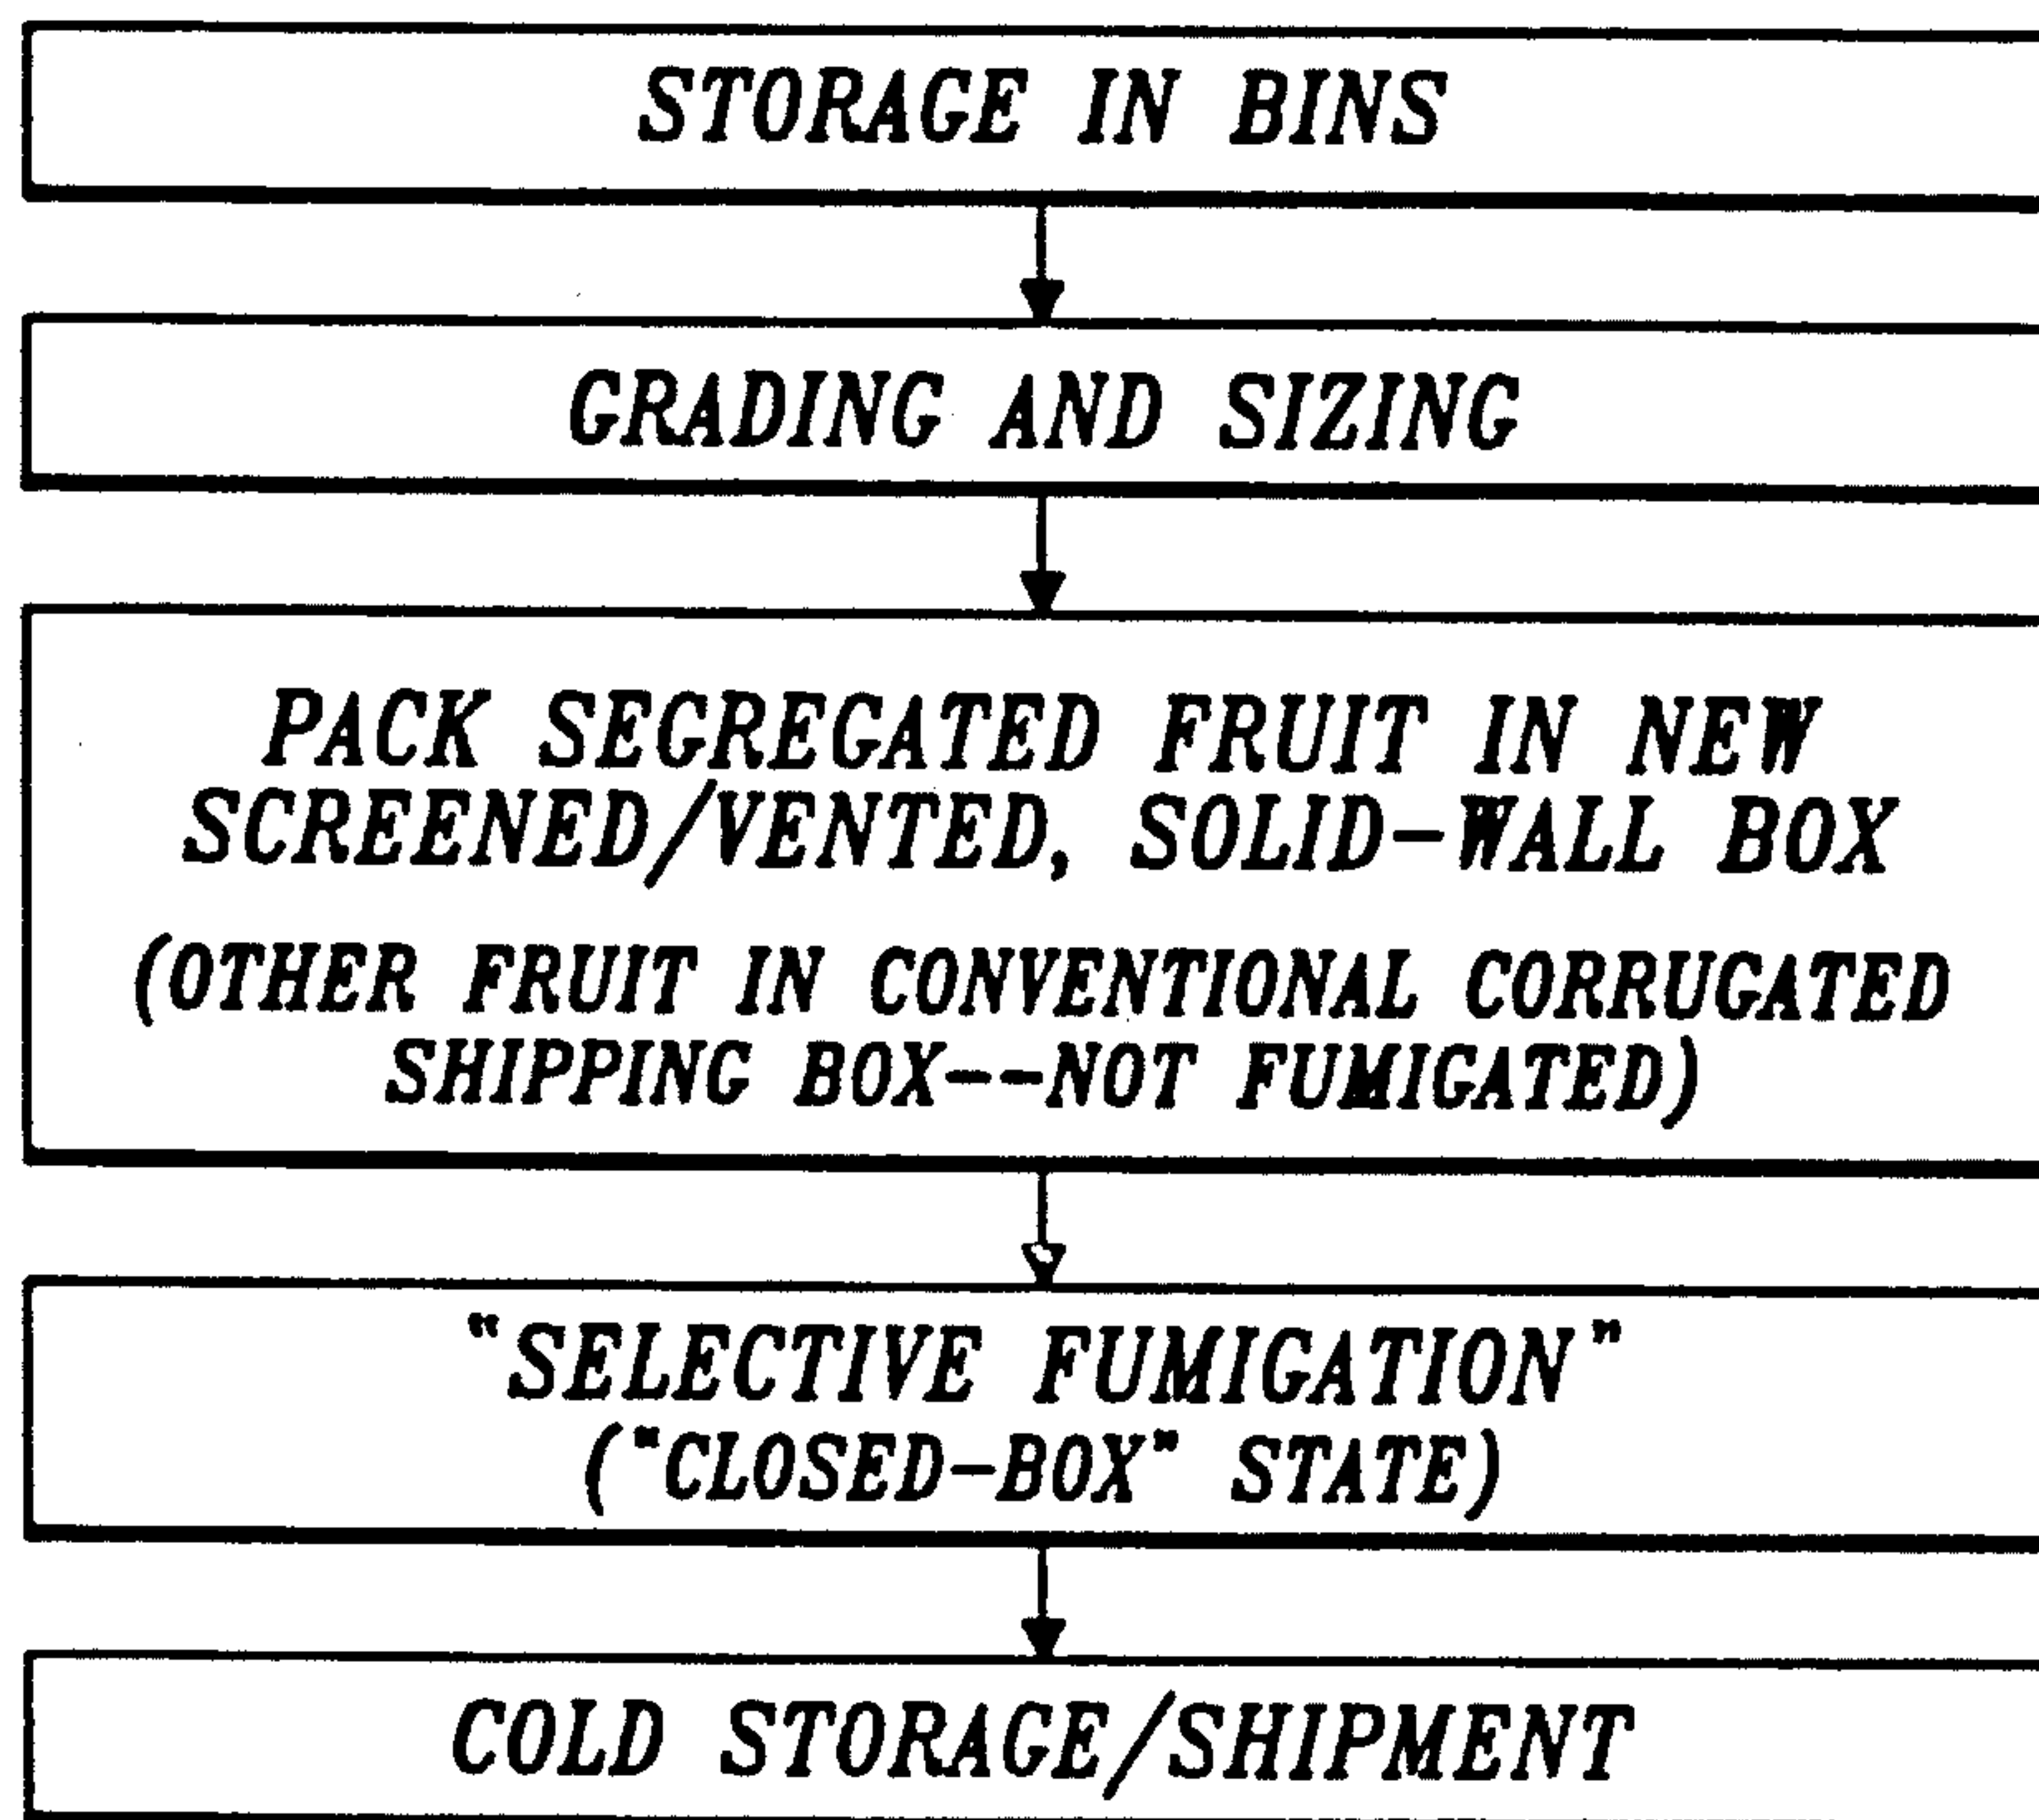 STORAGE IN BINS
GRADING AND SIZING
PACK SEGREGATED FRUIT IN NEW
SCREENED/VENTED, SOLID-WALL BOX
(OTHER FRUIT IN CONVENTIONAL CORRUGATED
SHIPPING BOX--NOT FUMIGATED)
"SELECTIVE FUMIGATION"
("CLOSED-BOX" STATE)
COLD STORAGE/SHIPMENT